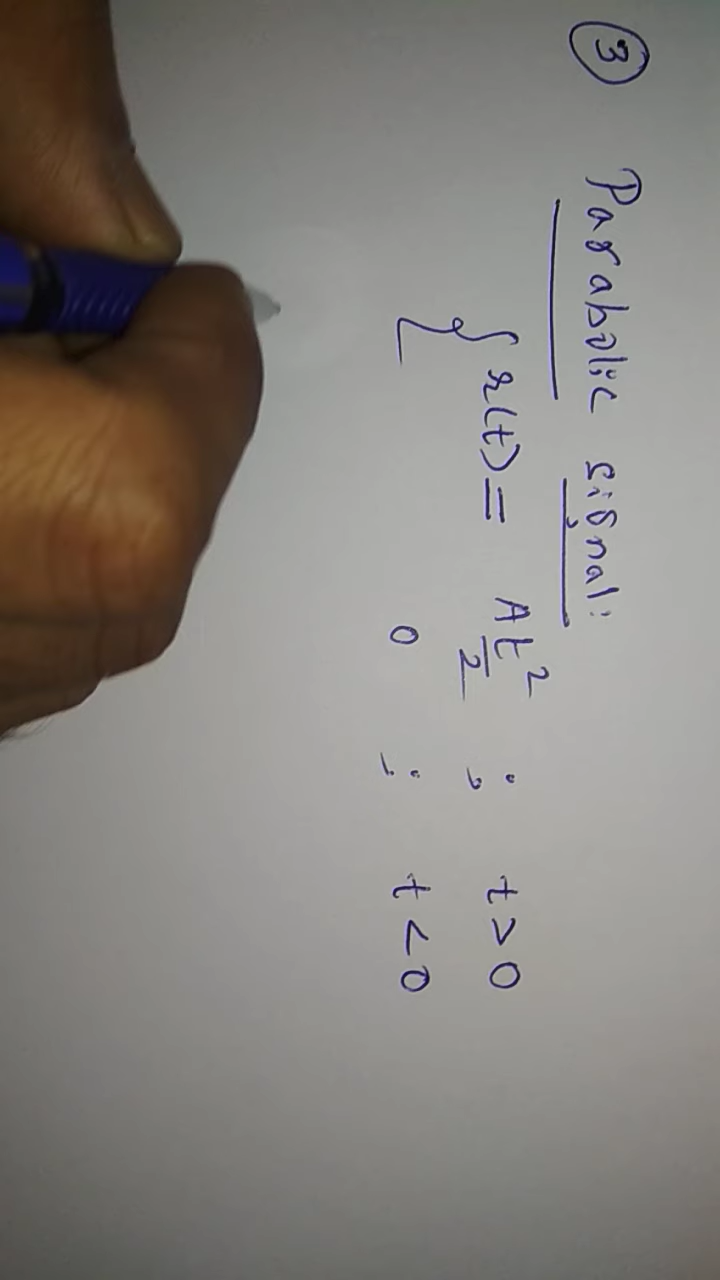 ③ Parabolic signal:
r(t) = At²/2 ; t>0
{ 0 ; t<0